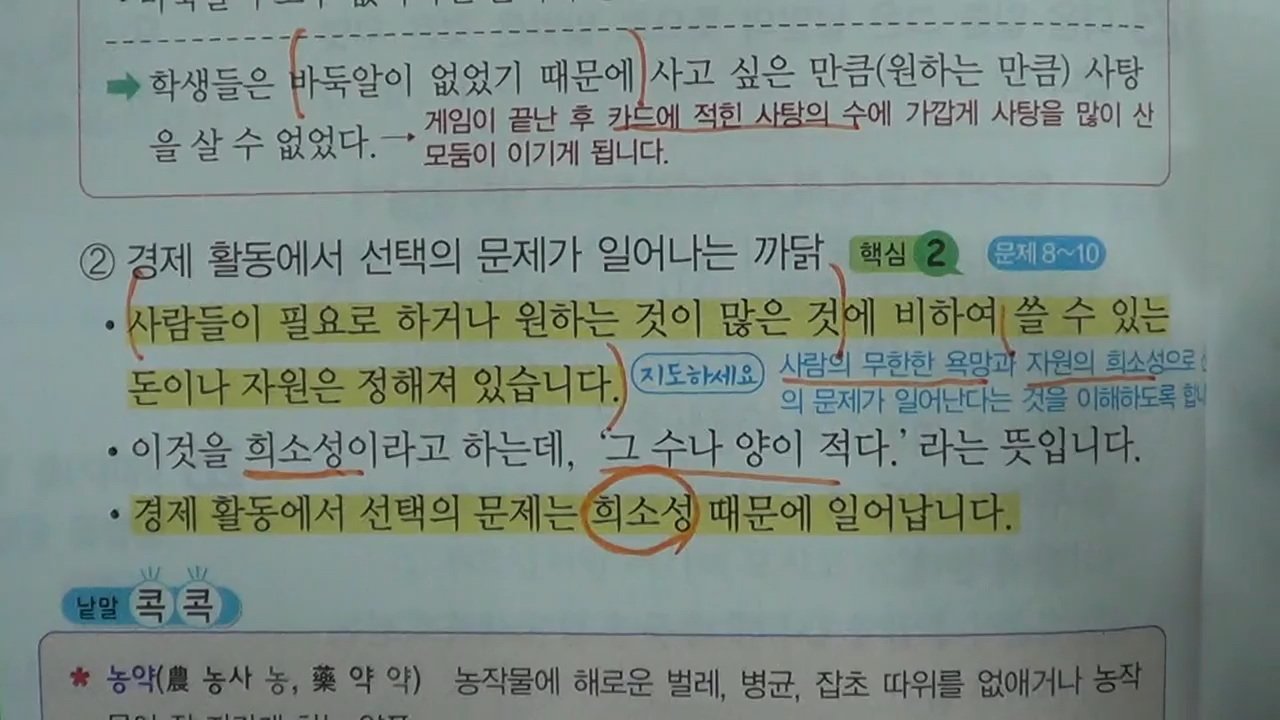 ➡ 학생들은 바둑알이 없었기 때문에 사고 싶은 만큼(원하는 만큼) 사탕
을 살 수 없었다. → 게임이 끝난 후 카드에 적힌 사탕의 수에 가깝게 사탕을 많이 산
모둠이 이기게 됩니다.
② 경제 활동에서 선택의 문제가 일어나는 까닭 핵심 2 문제 8~10
• 사람들이 필요로 하거나 원하는 것이 많은 것에 비하여 쓸 수 있는
돈이나 자원은 정해져 있습니다. 지도하세요 사람의 무한한 욕망과 자원의 희소성으로
의 문제가 일어난다는 것을 이해하도록
• 이것을 희소성이라고 하는데, ‘그 수나 양이 적다.’ 라는 뜻입니다.
• 경제 활동에서 선택의 문제는 희소성 때문에 일어납니다.
낱말 콕콕
* 농약(農 농사 농, 藥 약 약) 농작물에 해로운 벌레, 병균, 잡초 따위를 없애거나 농작